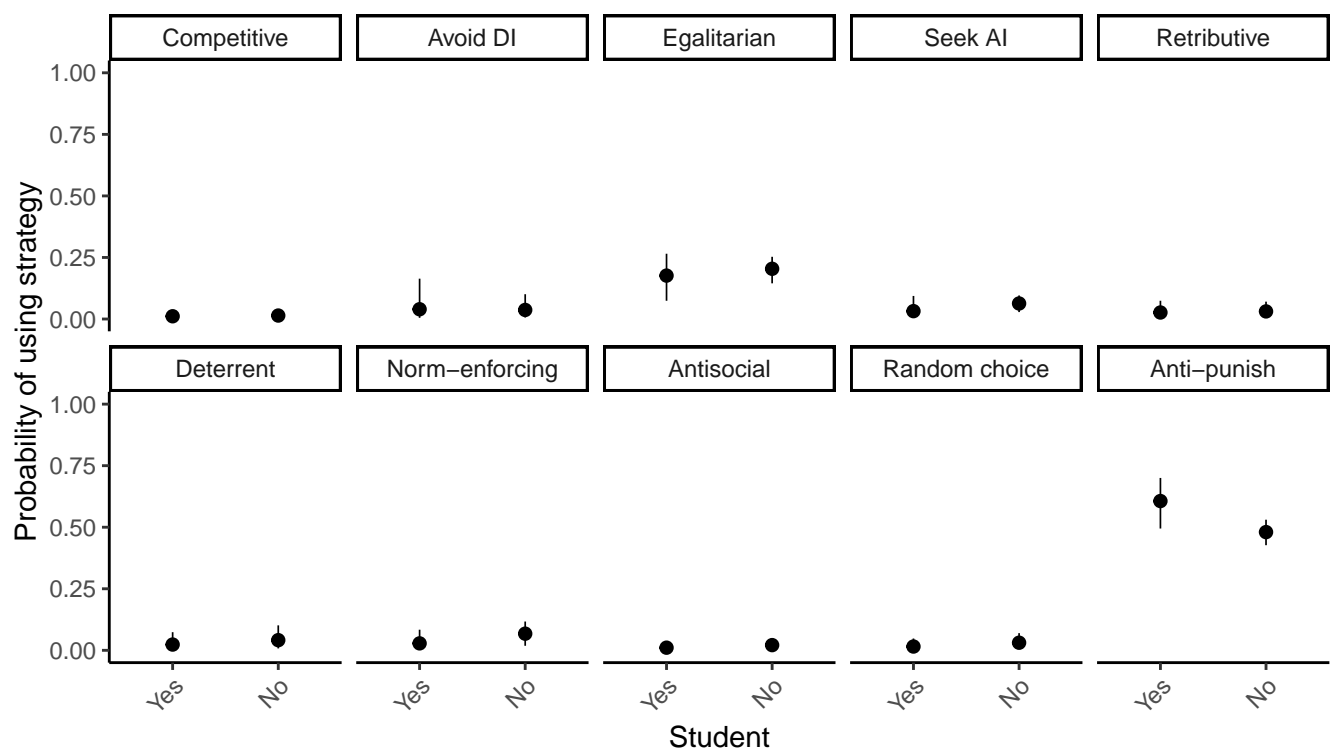 Competitive Avoid DI Egalitarian Seek AI Retributive
1.00
0.75
0.50
0.25
0.00
Probability of using strategy
Deterrent Norm−enforcing Antisocial Random choice Anti−punish
1.00
0.75
0.50
0.25
0.00
Yes No Yes No Yes No Yes No Yes No
Student